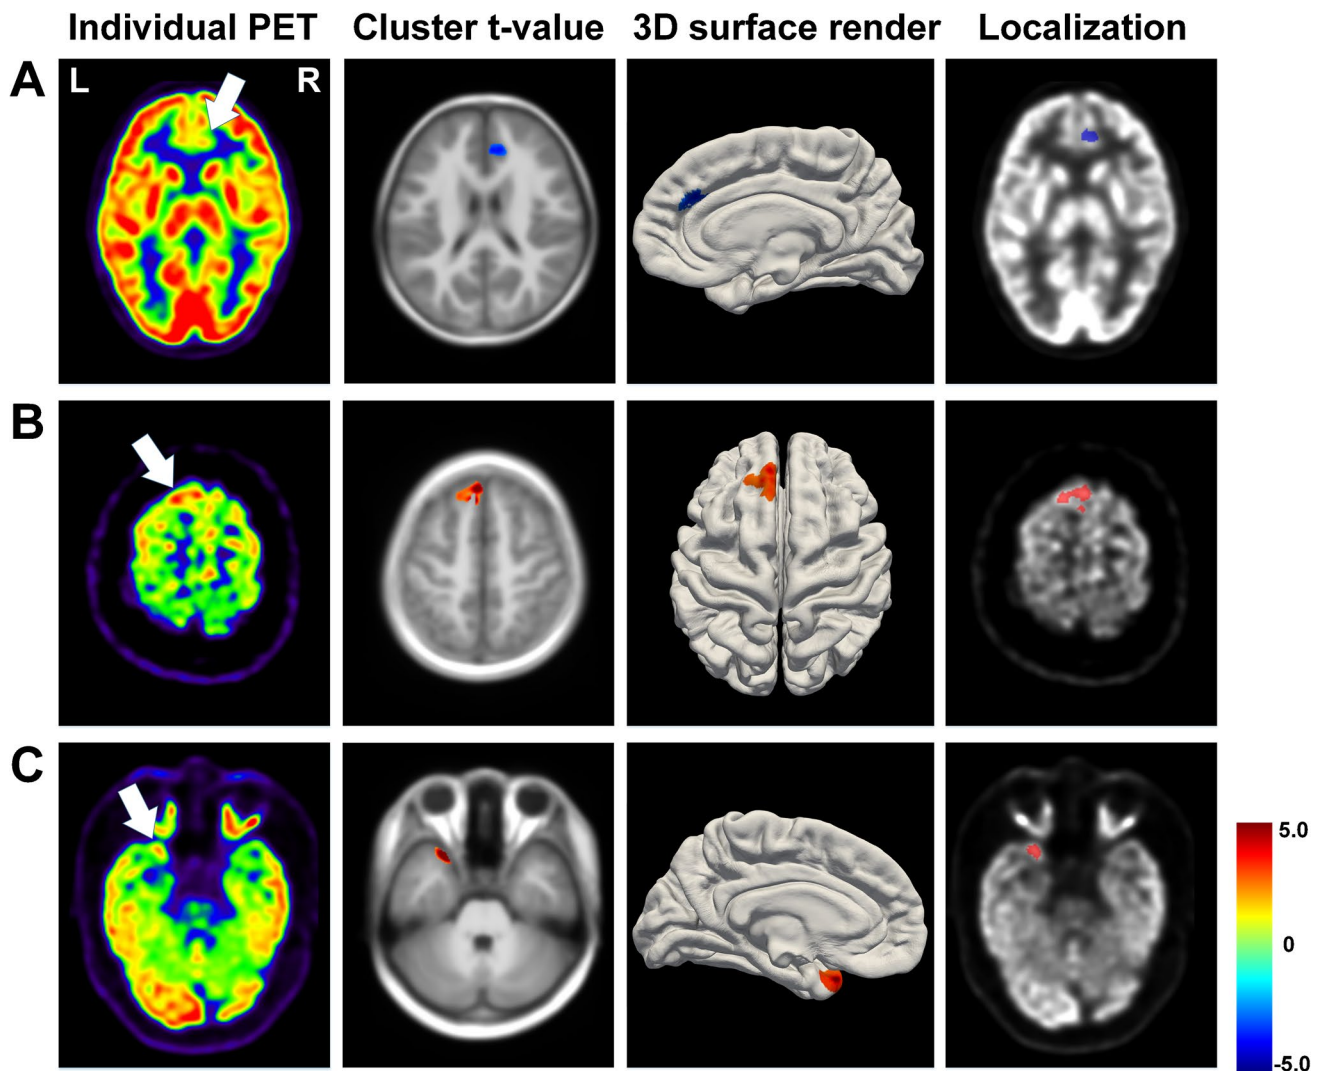 Individual PET Cluster t-value 3D surface render Localization
A
L R
B
C
5.0
0
-5.0